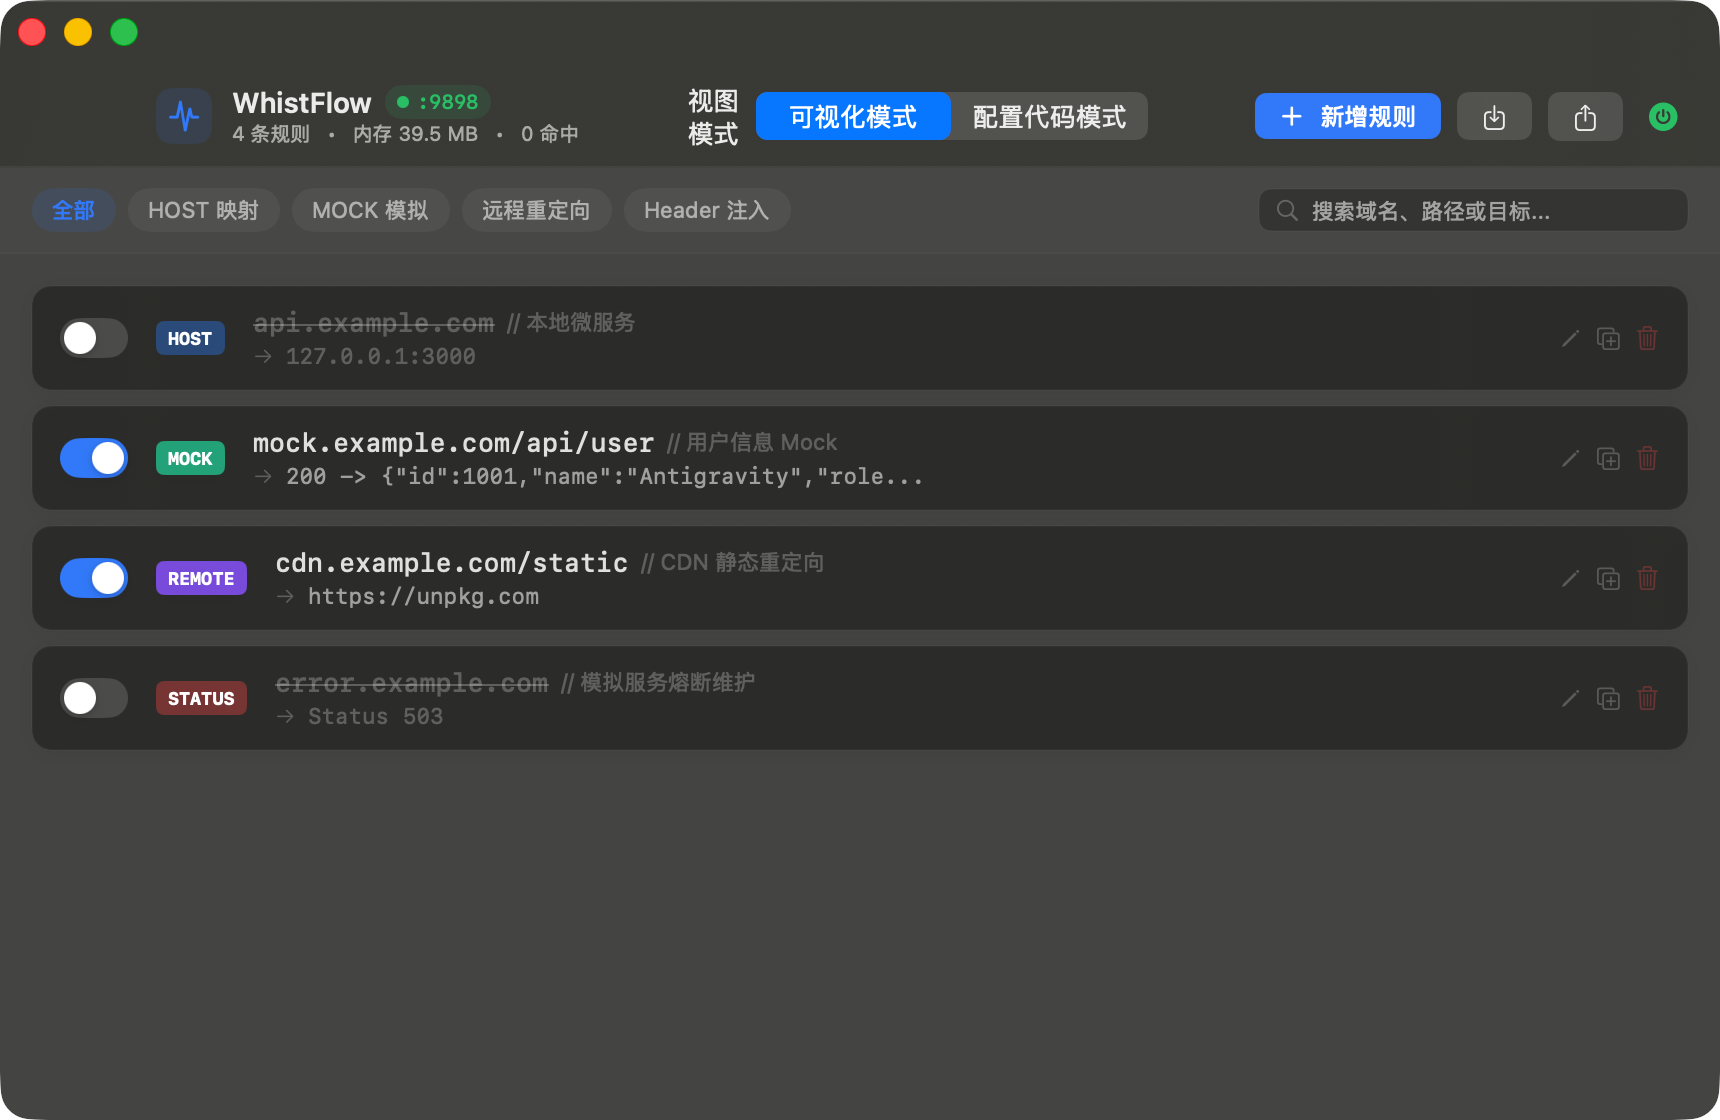 WhistFlow :9898
4 条规则 • 内存 39.5 MB • 0 命中
视图
模式
可视化模式 配置代码模式
新增规则
全部 HOST 映射 MOCK 模拟 远程重定向 Header 注入
搜索域名、路径或目标...
HOST api.example.com // 本地微服务
→ 127.0.0.1:3000
MOCK mock.example.com/api/user // 用户信息 Mock
→ 200 –> {"id":1001,"name":"Antigravity","role...
REMOTE cdn.example.com/static // CDN 静态重定向
→ https://unpkg.com
STATUS error.example.com // 模拟服务熔断维护
→ Status 503